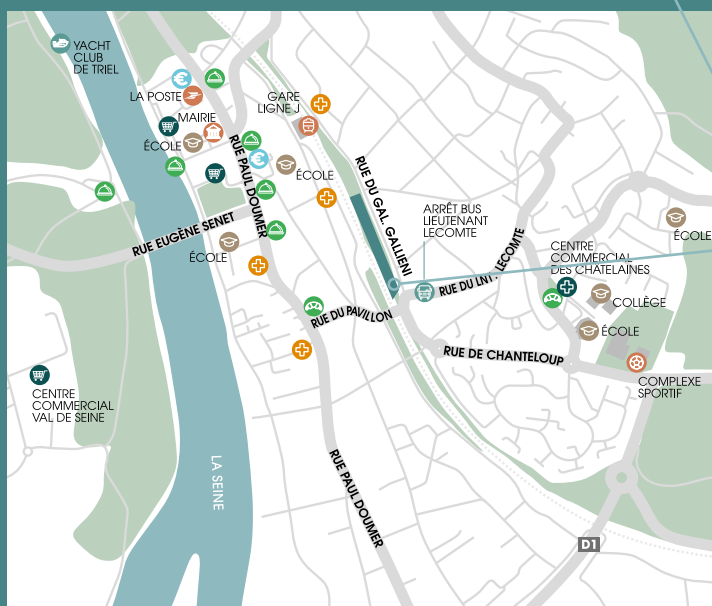 YACHT
CLUB
DE TRIEL
LA POSTE
MAIRIE
ÉCOLE
GARE
LIGNE J
ÉCOLE
RUE PAUL DOUMER
RUE EUGÈNE SENET
ÉCOLE
RUE DU GAL. GALLIENI
ARRÊT BUS
LIEUTENANT
LECOMTE
RUE DU LNT. LECOMTE
ÉCOLE
CENTRE
COMMERCIAL
DES CHATELAINES
COLLÈGE
ÉCOLE
RUE DU PAVILLON
RUE DE CHANTELOUP
COMPLEXE
SPORTIF
CENTRE
COMMERCIAL
VAL DE SEINE
LA SEINE
RUE PAUL DOUMER
D1